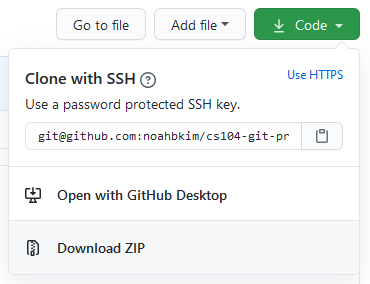 Go to file
Add file
Code
Clone with SSH
Use HTTPS
Use a password protected SSH key.
git@github.com:noahbkim/cs104-git-pr
Open with GitHub Desktop
Download ZIP